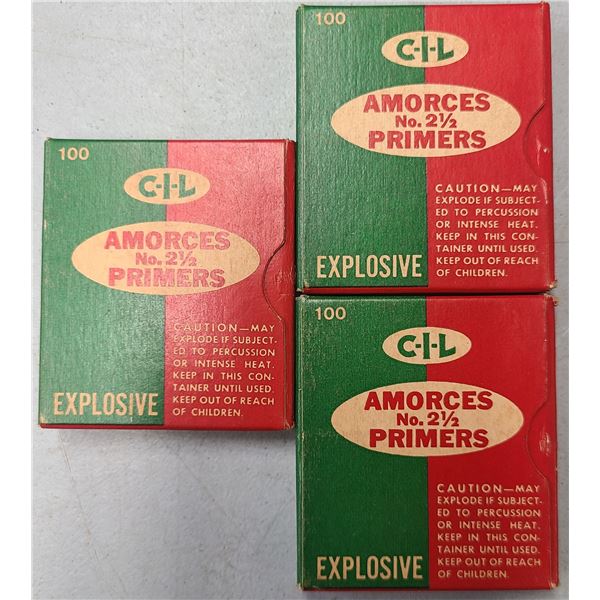 100
C-I-L
AMORCES
No. 2½
PRIMERS
CAUTION—MAY
EXPLODE IF SUBJECT-
ED TO PERCUSSION
OR INTENSE HEAT.
KEEP IN THIS CON-
TAINER UNTIL USED.
KEEP OUT OF REACH
OF CHILDREN.
EXPLOSIVE
100
C-I-L
AMORCES
No. 2½
PRIMERS
CAUTION—MAY
EXPLODE IF SUBJECT-
ED TO PERCUSSION
OR INTENSE HEAT.
KEEP IN THIS CON-
TAINER UNTIL USED.
KEEP OUT OF REACH
OF CHILDREN.
EXPLOSIVE
100
C-I-L
AMORCES
No. 2½
PRIMERS
CAUTION—MAY
EXPLODE IF SUBJECT-
ED TO PERCUSSION
OR INTENSE HEAT.
KEEP IN THIS CON-
TAINER UNTIL USED.
KEEP OUT OF REACH
OF CHILDREN.
EXPLOSIVE